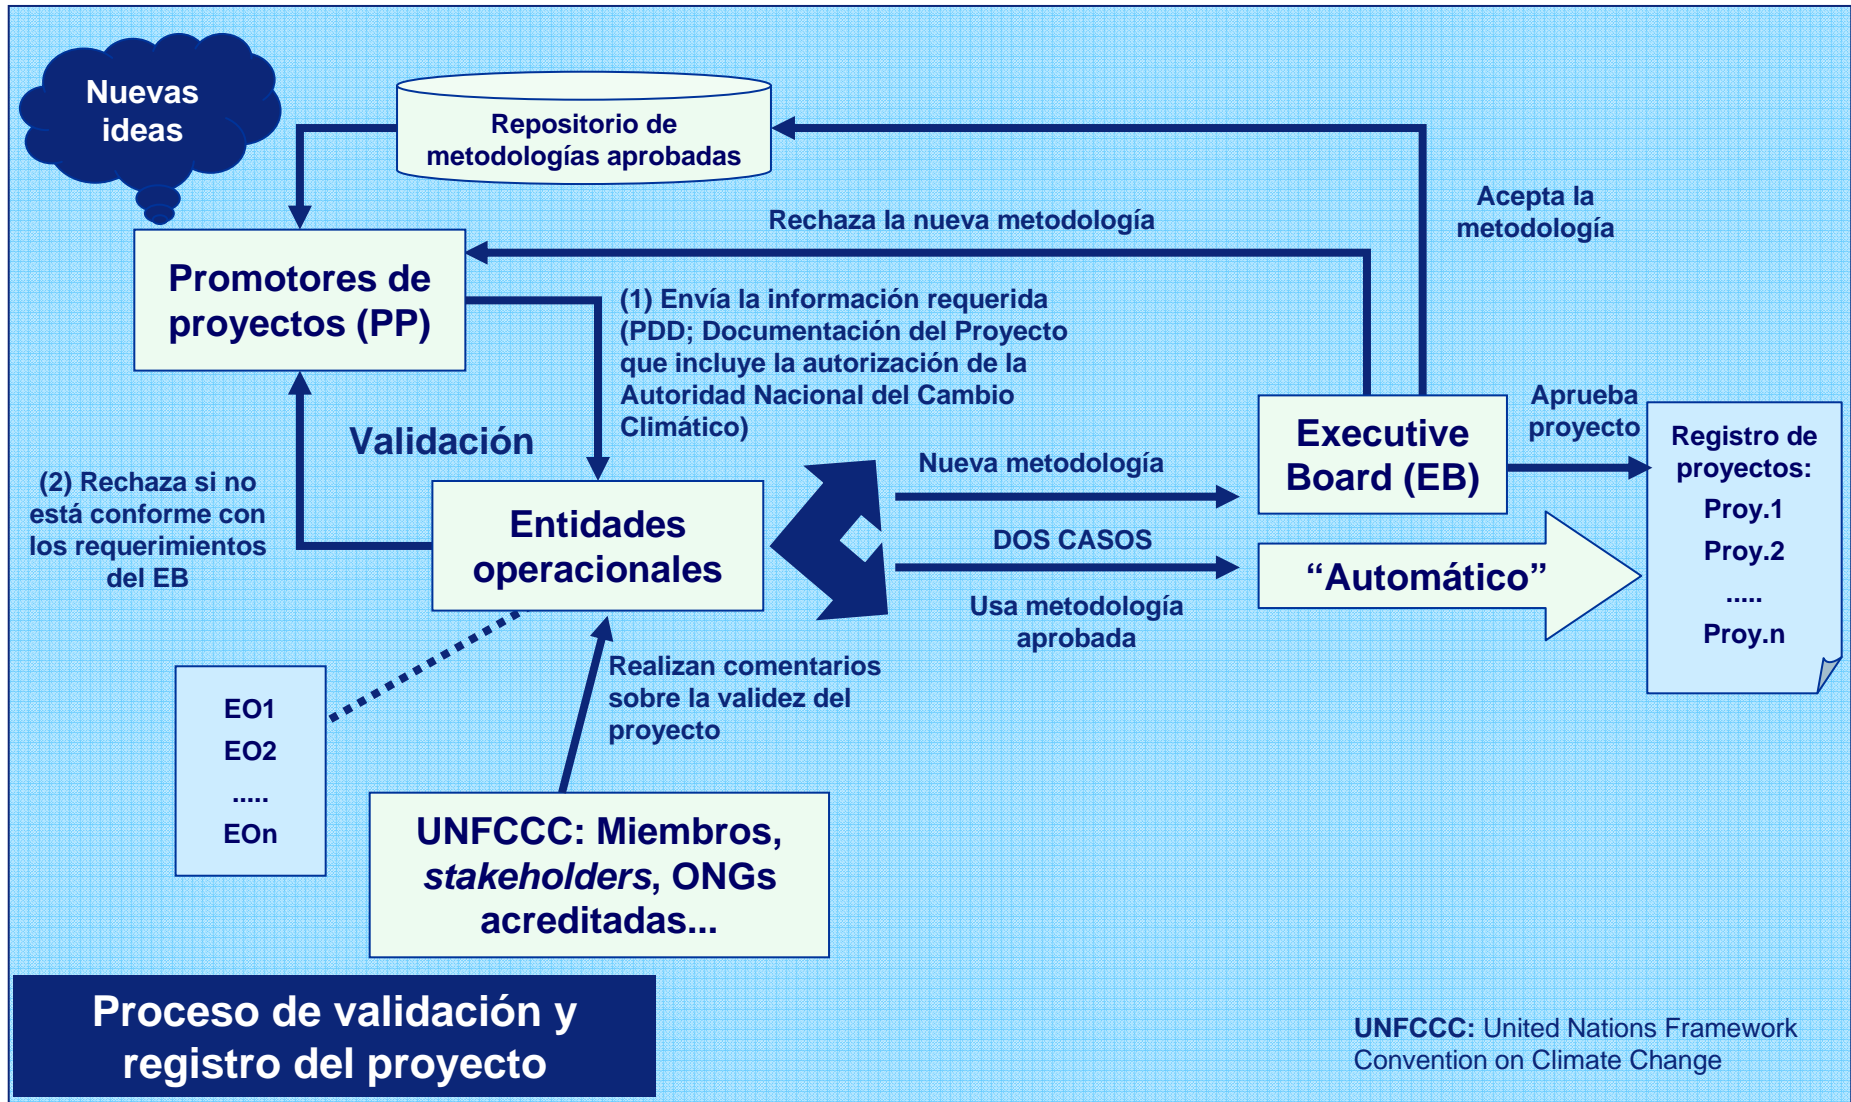 Nuevas
ideas
Repositorio de
metodologías aprobadas
Acepta la
metodología
Rechaza la nueva metodología
Promotores de
proyectos (PP)
(1) Envía la información requerida
(PDD; Documentación del Proyecto
que incluye la autorización de la
Autoridad Nacional del Cambio
Climático)
Validación
(2) Rechaza si no
está conforme con
los requerimientos
del EB
Entidades
operacionales
Nueva metodología
DOS CASOS
Usa metodología
aprobada
Executive
Board (EB)
Aprueba
proyecto
“Automático”
Registro de
proyectos:
Proy.1
Proy.2
.....
Proy.n
Realizan comentarios
sobre la validez del
proyecto
EO1
EO2
.....
EOn
UNFCCC: Miembros,
stakeholders, ONGs
acreditadas...
Proceso de validación y
registro del proyecto
UNFCCC: United Nations Framework
Convention on Climate Change